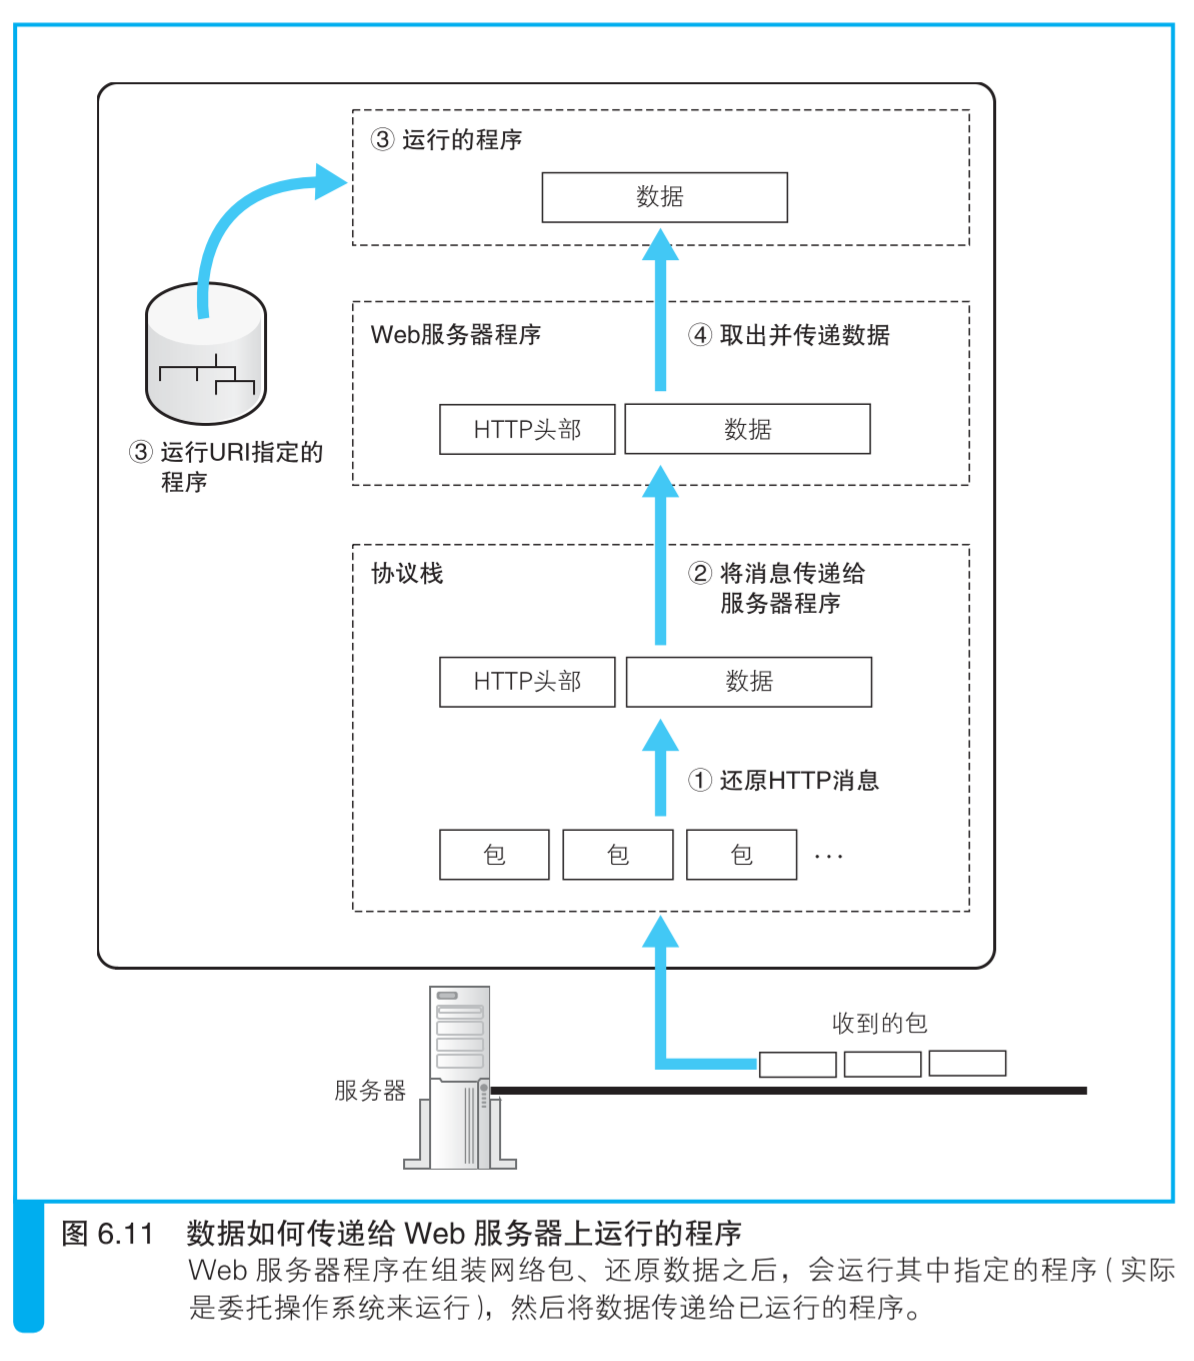 ③ 运行的程序
数据
Web服务器程序
④ 取出并传递数据
HTTP头部
数据
③ 运行URI指定的
程序
协议栈
② 将消息传递给
服务器程序
HTTP头部
数据
① 还原HTTP消息
包
包
包
···
收到的包
服务器
图 6.11 数据如何传递给 Web 服务器上运行的程序
Web 服务器程序在组装网络包、还原数据之后，会运行其中指定的程序（实际
是委托操作系统来运行），然后将数据传递给已运行的程序。